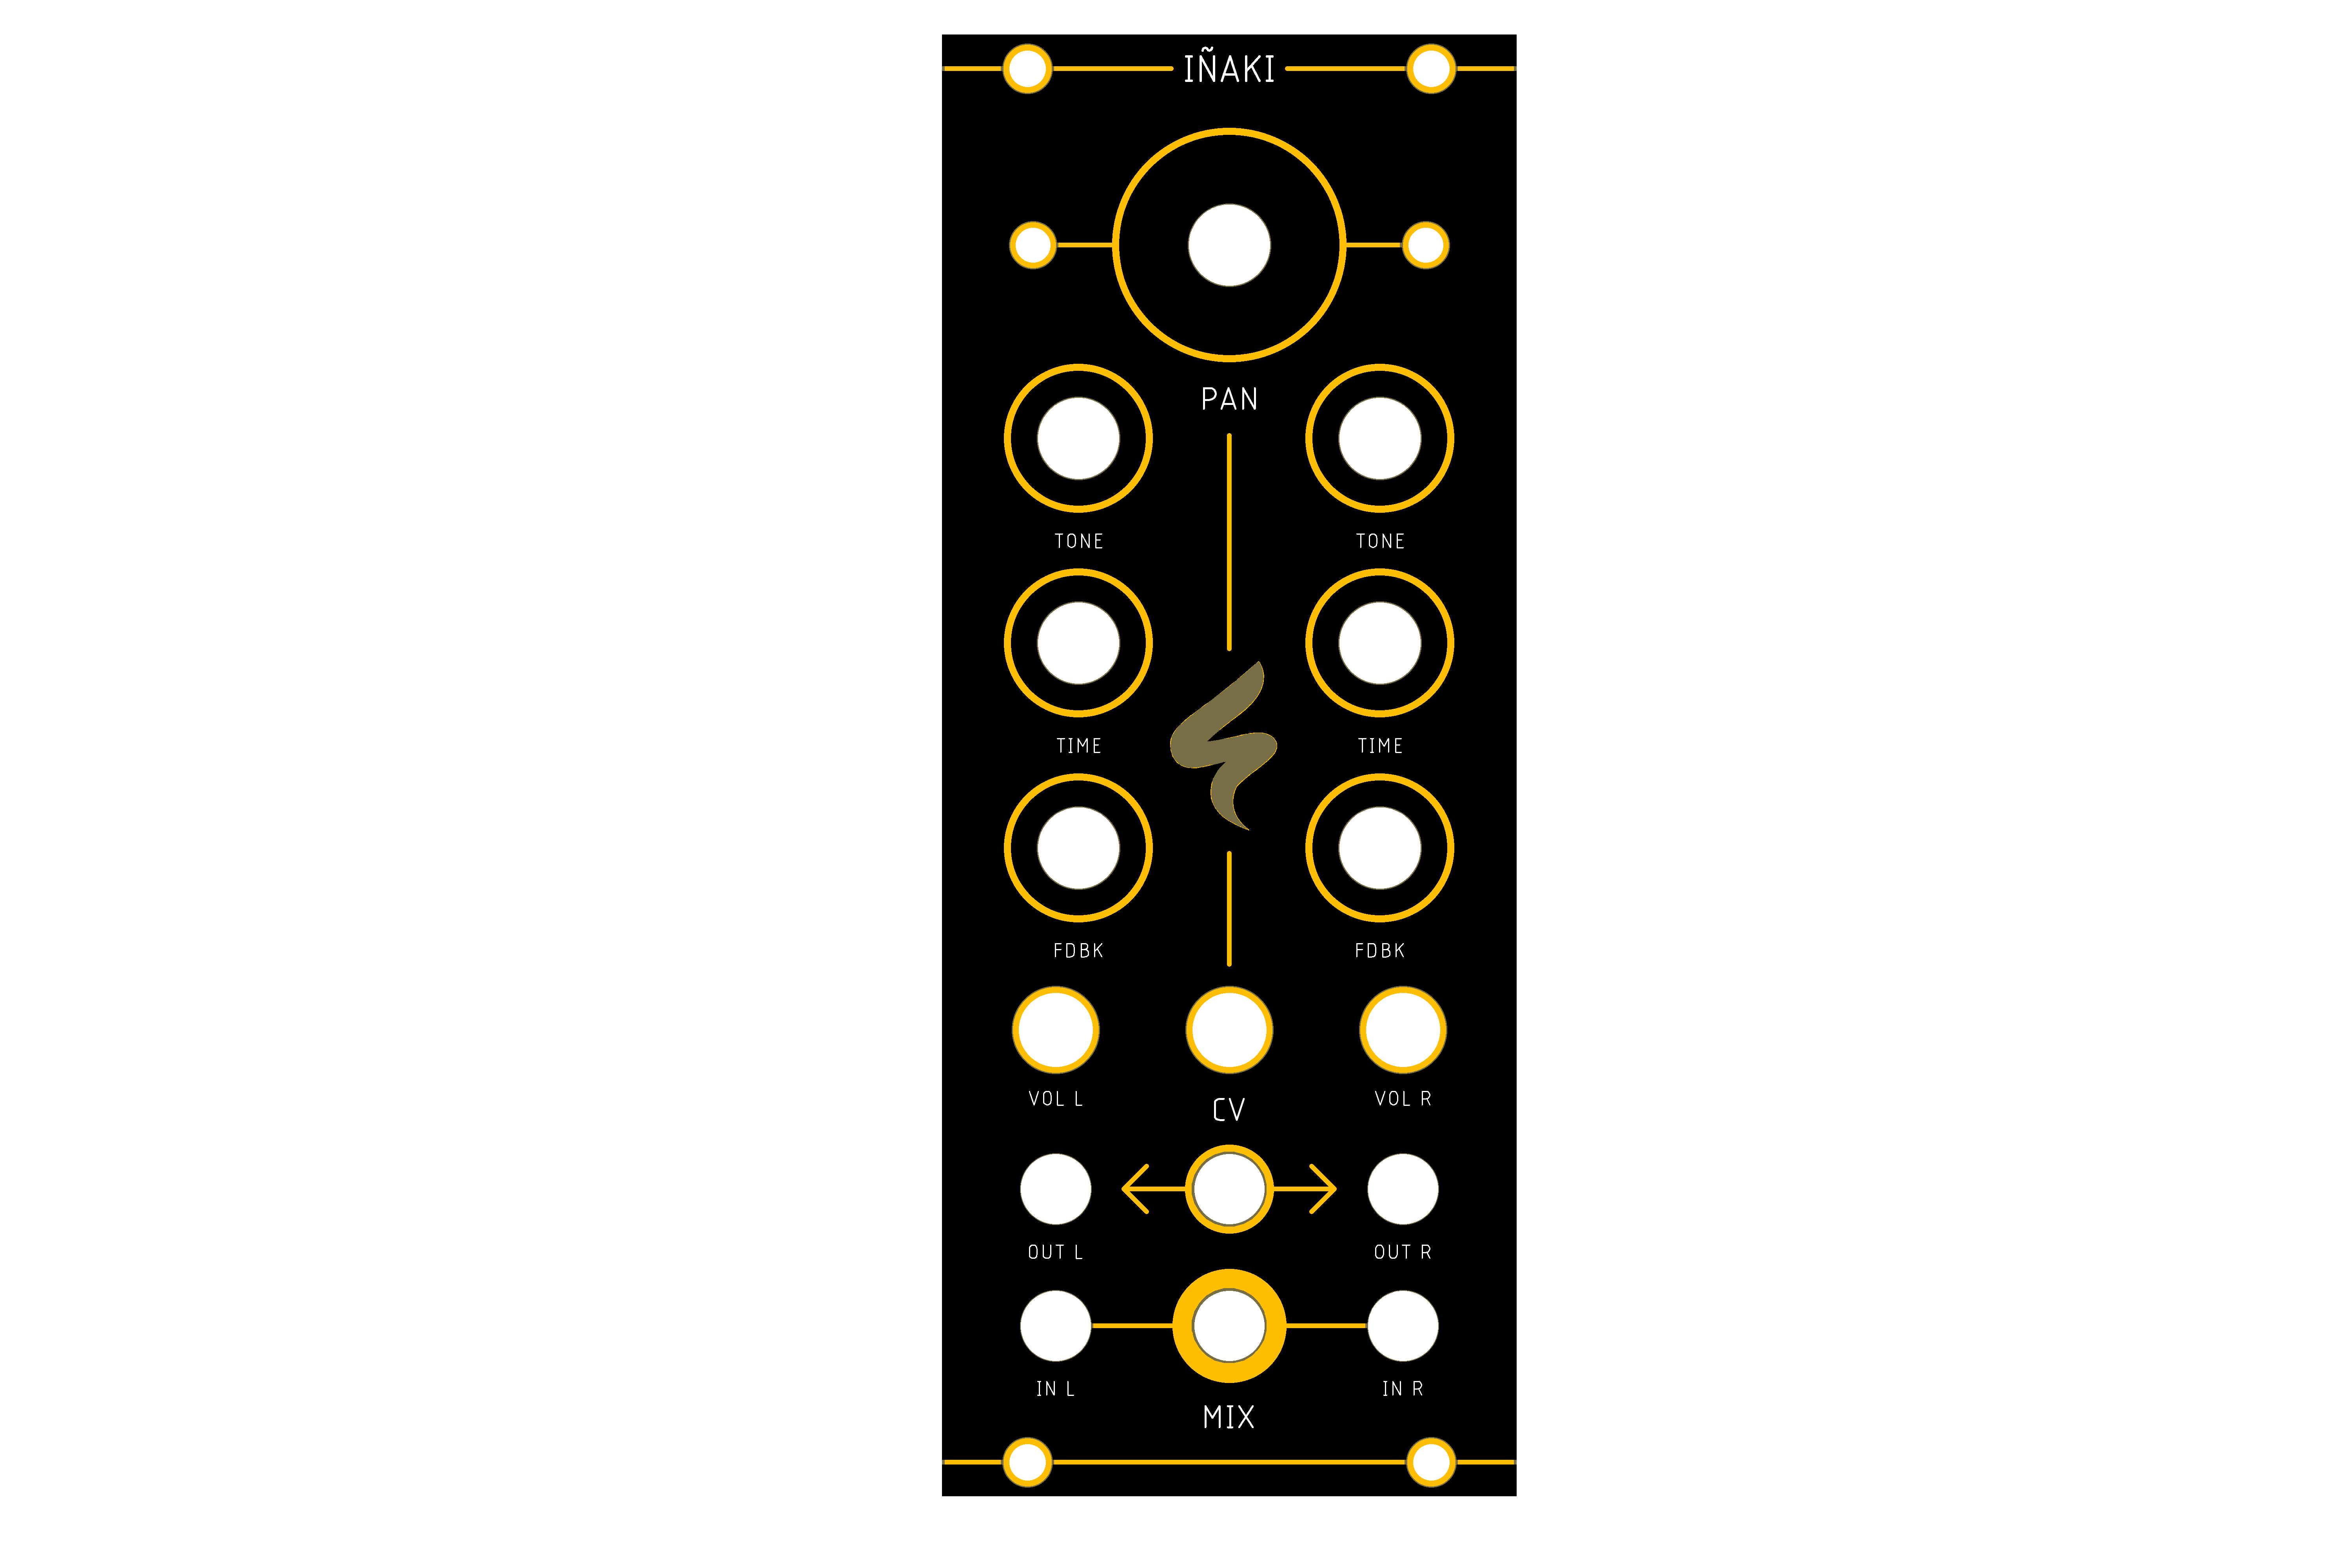 IÑAKI
PAN
TONE TONE
TIME TIME
FDBK FDBK
VOL L CV VOL R
OUT L OUT R
IN L IN R
MIX